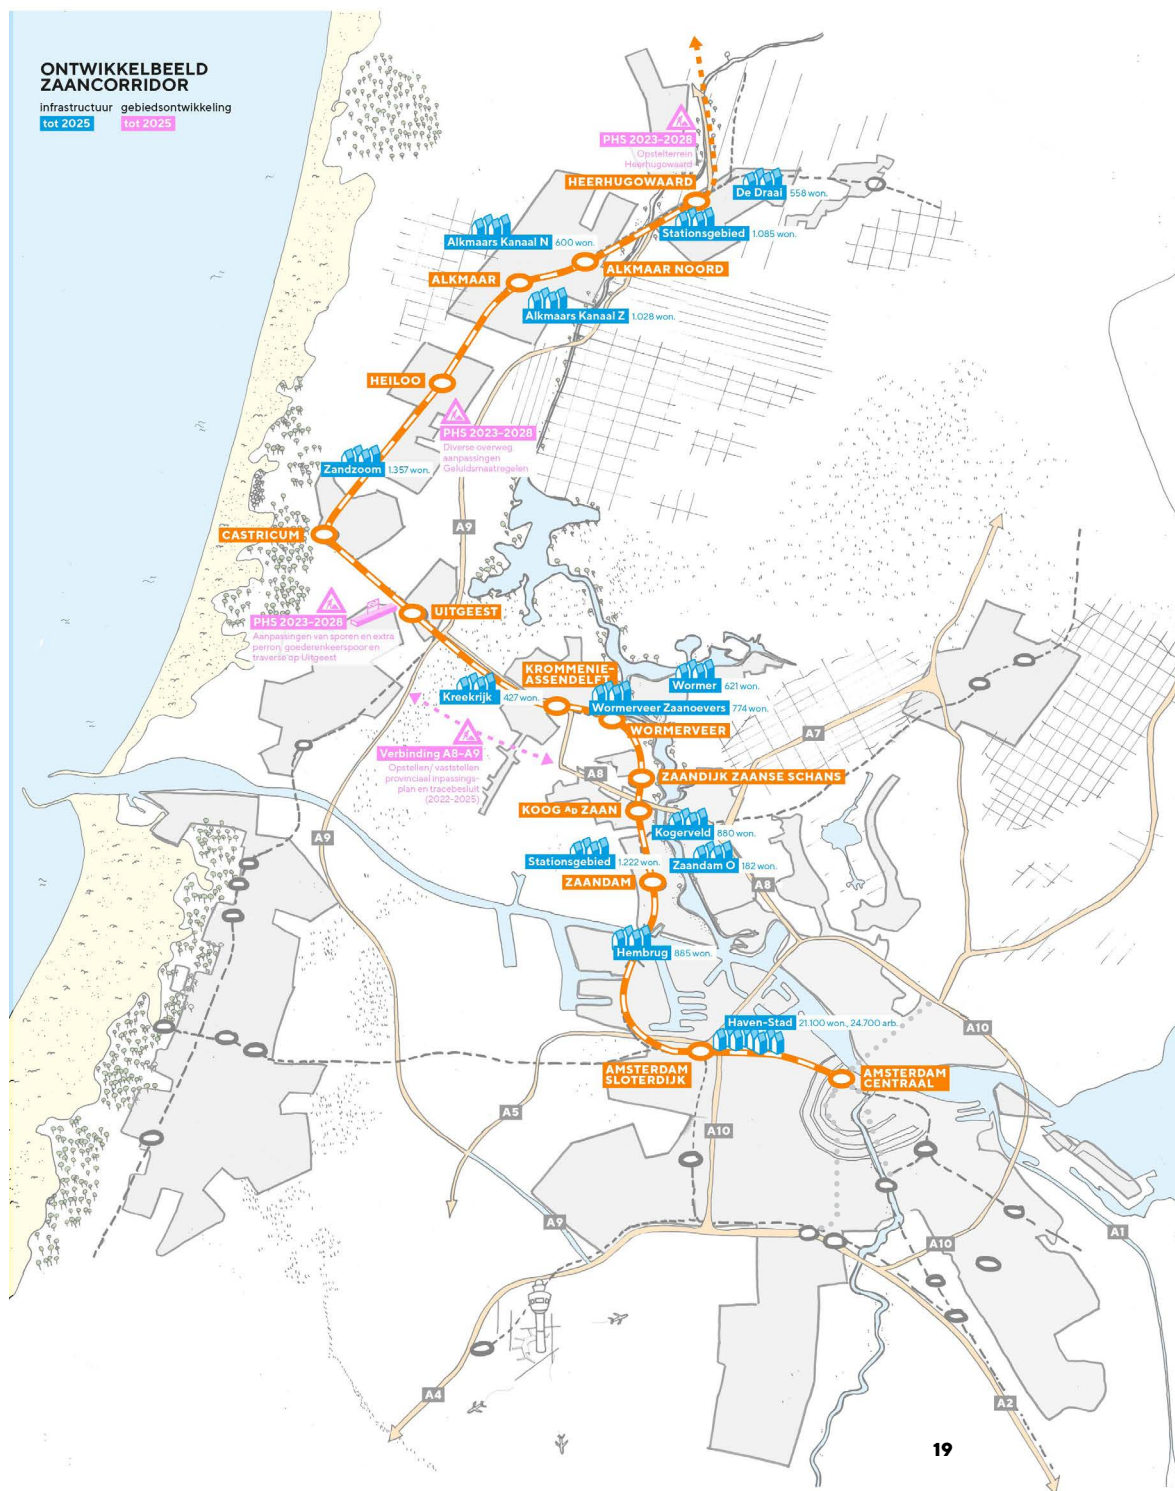 ONTWIKKELBEELD
ZAANCORRIDOR
infrastructuur gebiedsontwikkeling
tot 2025 tot 2025
PHS 2023–2028
Opstelterrein
Heerhugowaard
HEERHUGOWAARD
De Draai 558 won.
Stationsgebied 1.085 won.
Alkmaars Kanaal N 600 won.
ALKMAAR NOORD
ALKMAAR
Alkmaars Kanaal Z 1.028 won.
HEILOO
PHS 2023–2028
Diverse overweg
aanpassingen
Geluidsmaatregelen
Zandzoom 1.357 won.
A9
CASTRICUM
UITGEEST
PHS 2023–2028
Aanpassingen van sporen en extra
perron, goederenkeerspoor en
traverse op Uitgeest
KROMMENIE–
ASSENDELFT
Wormer 621 won.
Kreekrijk 427 won.
Wormerveer Zaanoevers 774 won.
WORMERVEER
A7
Verbinding A8–A9
Opstellen/ vaststellen
provinciaal inpassings-
plan en tracebesluit
(2022–2025)
A8
ZAANDIJK ZAANSE SCHANS
KOOG AD ZAAN
A9
Kogerveld 880 won.
Stationsgebied 1.222 won.
Zaandam O 182 won.
ZAANDAM
A8
Hembrug 885 won.
Haven-Stad 21.100 won., 24.700 arb.
A10
AMSTERDAM
SLOTERDIJK
AMSTERDAM
CENTRAAL
A5
A10
A9
A10
A1
A4
A2
19